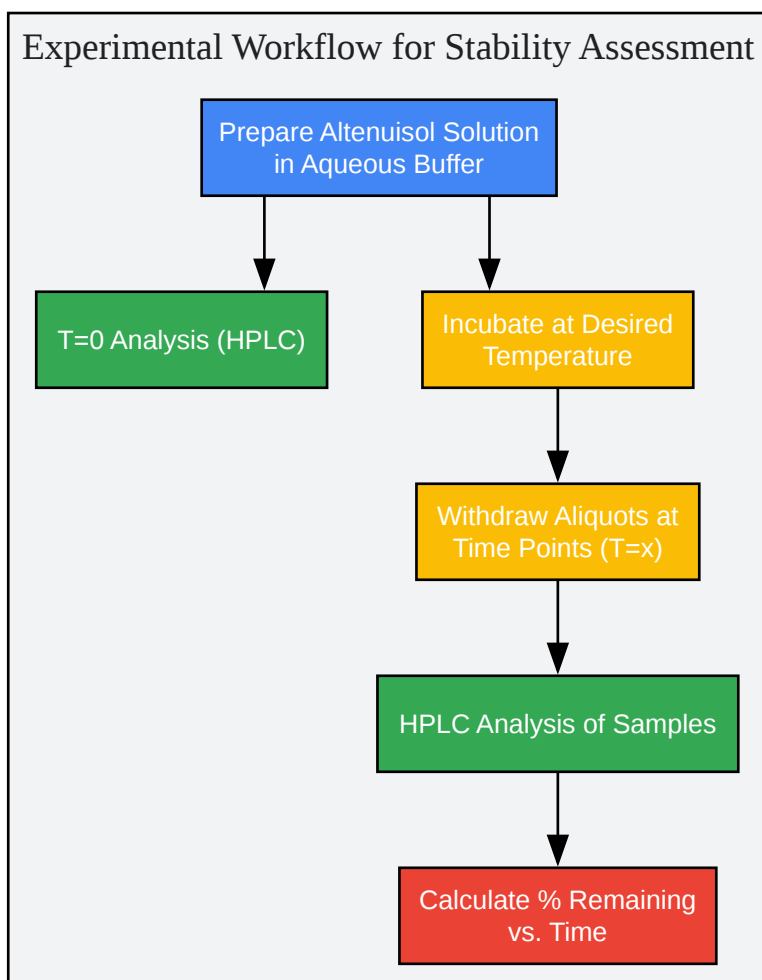 Experimental Workflow for Stability Assessment
Prepare Altenuisol Solution
in Aqueous Buffer
T=0 Analysis (HPLC)
Incubate at Desired
Temperature
Withdraw Aliquots at
Time Points (T=x)
HPLC Analysis of Samples
Calculate % Remaining
vs. Time